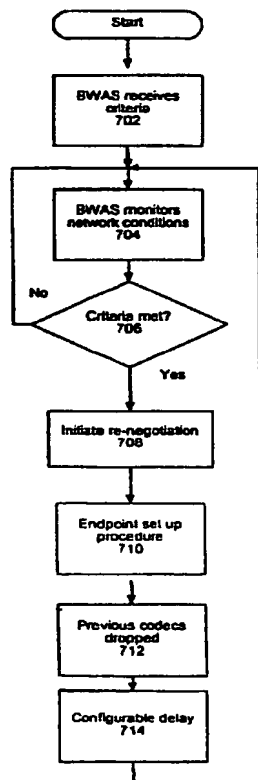 Start
BWAS receives
criteria
702
BWAS monitors
network conditions
704
No
Criteria met?
706
Yes
Initiate re-negotiation
708
Endpoint set up
procedure
710
Previous codecs
dropped
712
Configurable delay
714